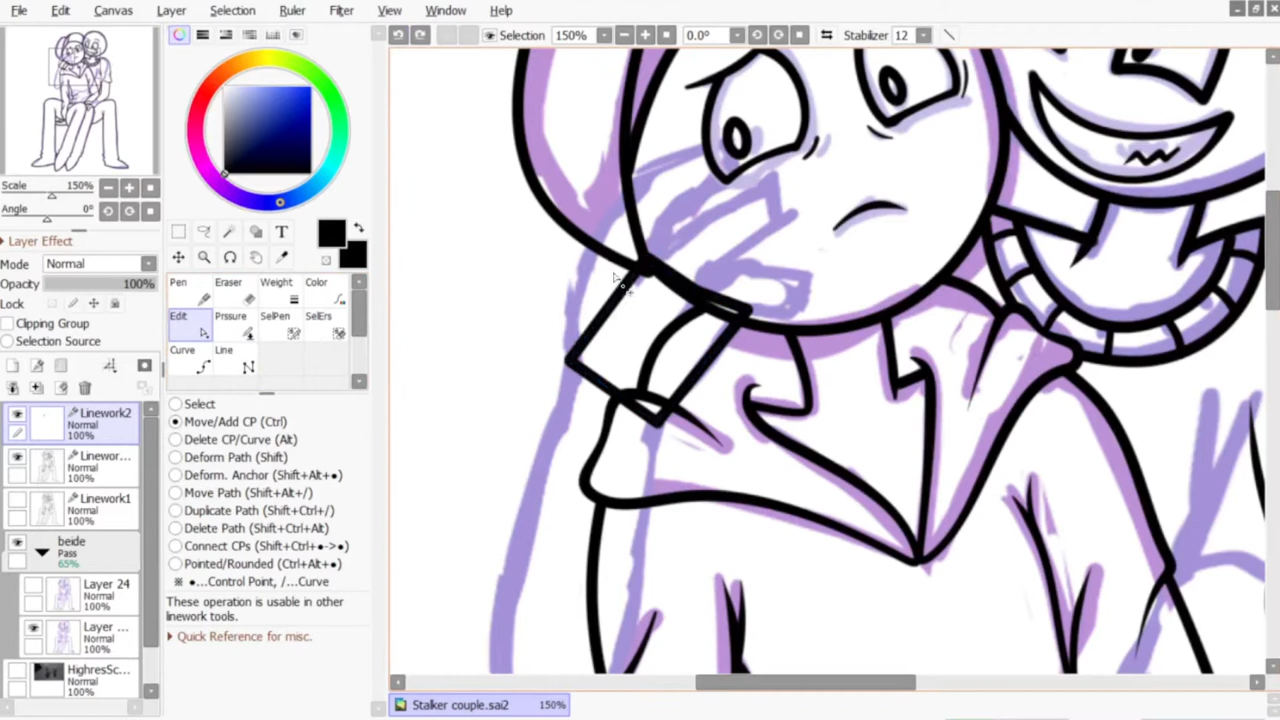 File Edit Canvas Layer Selection Ruler Filter View Window Help
Selection 150% 0.0° Stabilizer 12
Scale 150%
Angle 0°
Layer Effect
Mode Normal
Opacity 100%
Lock
Clipping Group
Selection Source
Linework2
Normal
100%
Linewor...
Normal
100%
Linework1
Normal
100%
beide
Pass
65%
Layer 24
Normal
100%
Layer ...
Normal
100%
HighresSc...
Normal
100%
T
Pen Eraser Weight Color
Edit Prssure SelPen SelErs
Curve Line
Select
Move/Add CP (Ctrl)
Delete CP/Curve (Alt)
Deform Path (Shift)
Deform. Anchor (Shift+Alt+●)
Move Path (Shift+Alt+/)
Duplicate Path (Shift+Ctrl+/)
Delete Path (Shift+Ctrl+Alt)
Connect CPs (Shift+Ctrl+●->●)
Pointed/Rounded (Ctrl+Alt+●)
※ ●...Control Point, /...Curve
These operation is usable in other
linework tools.
Quick Reference for misc.
Stalker couple.sai2 150%